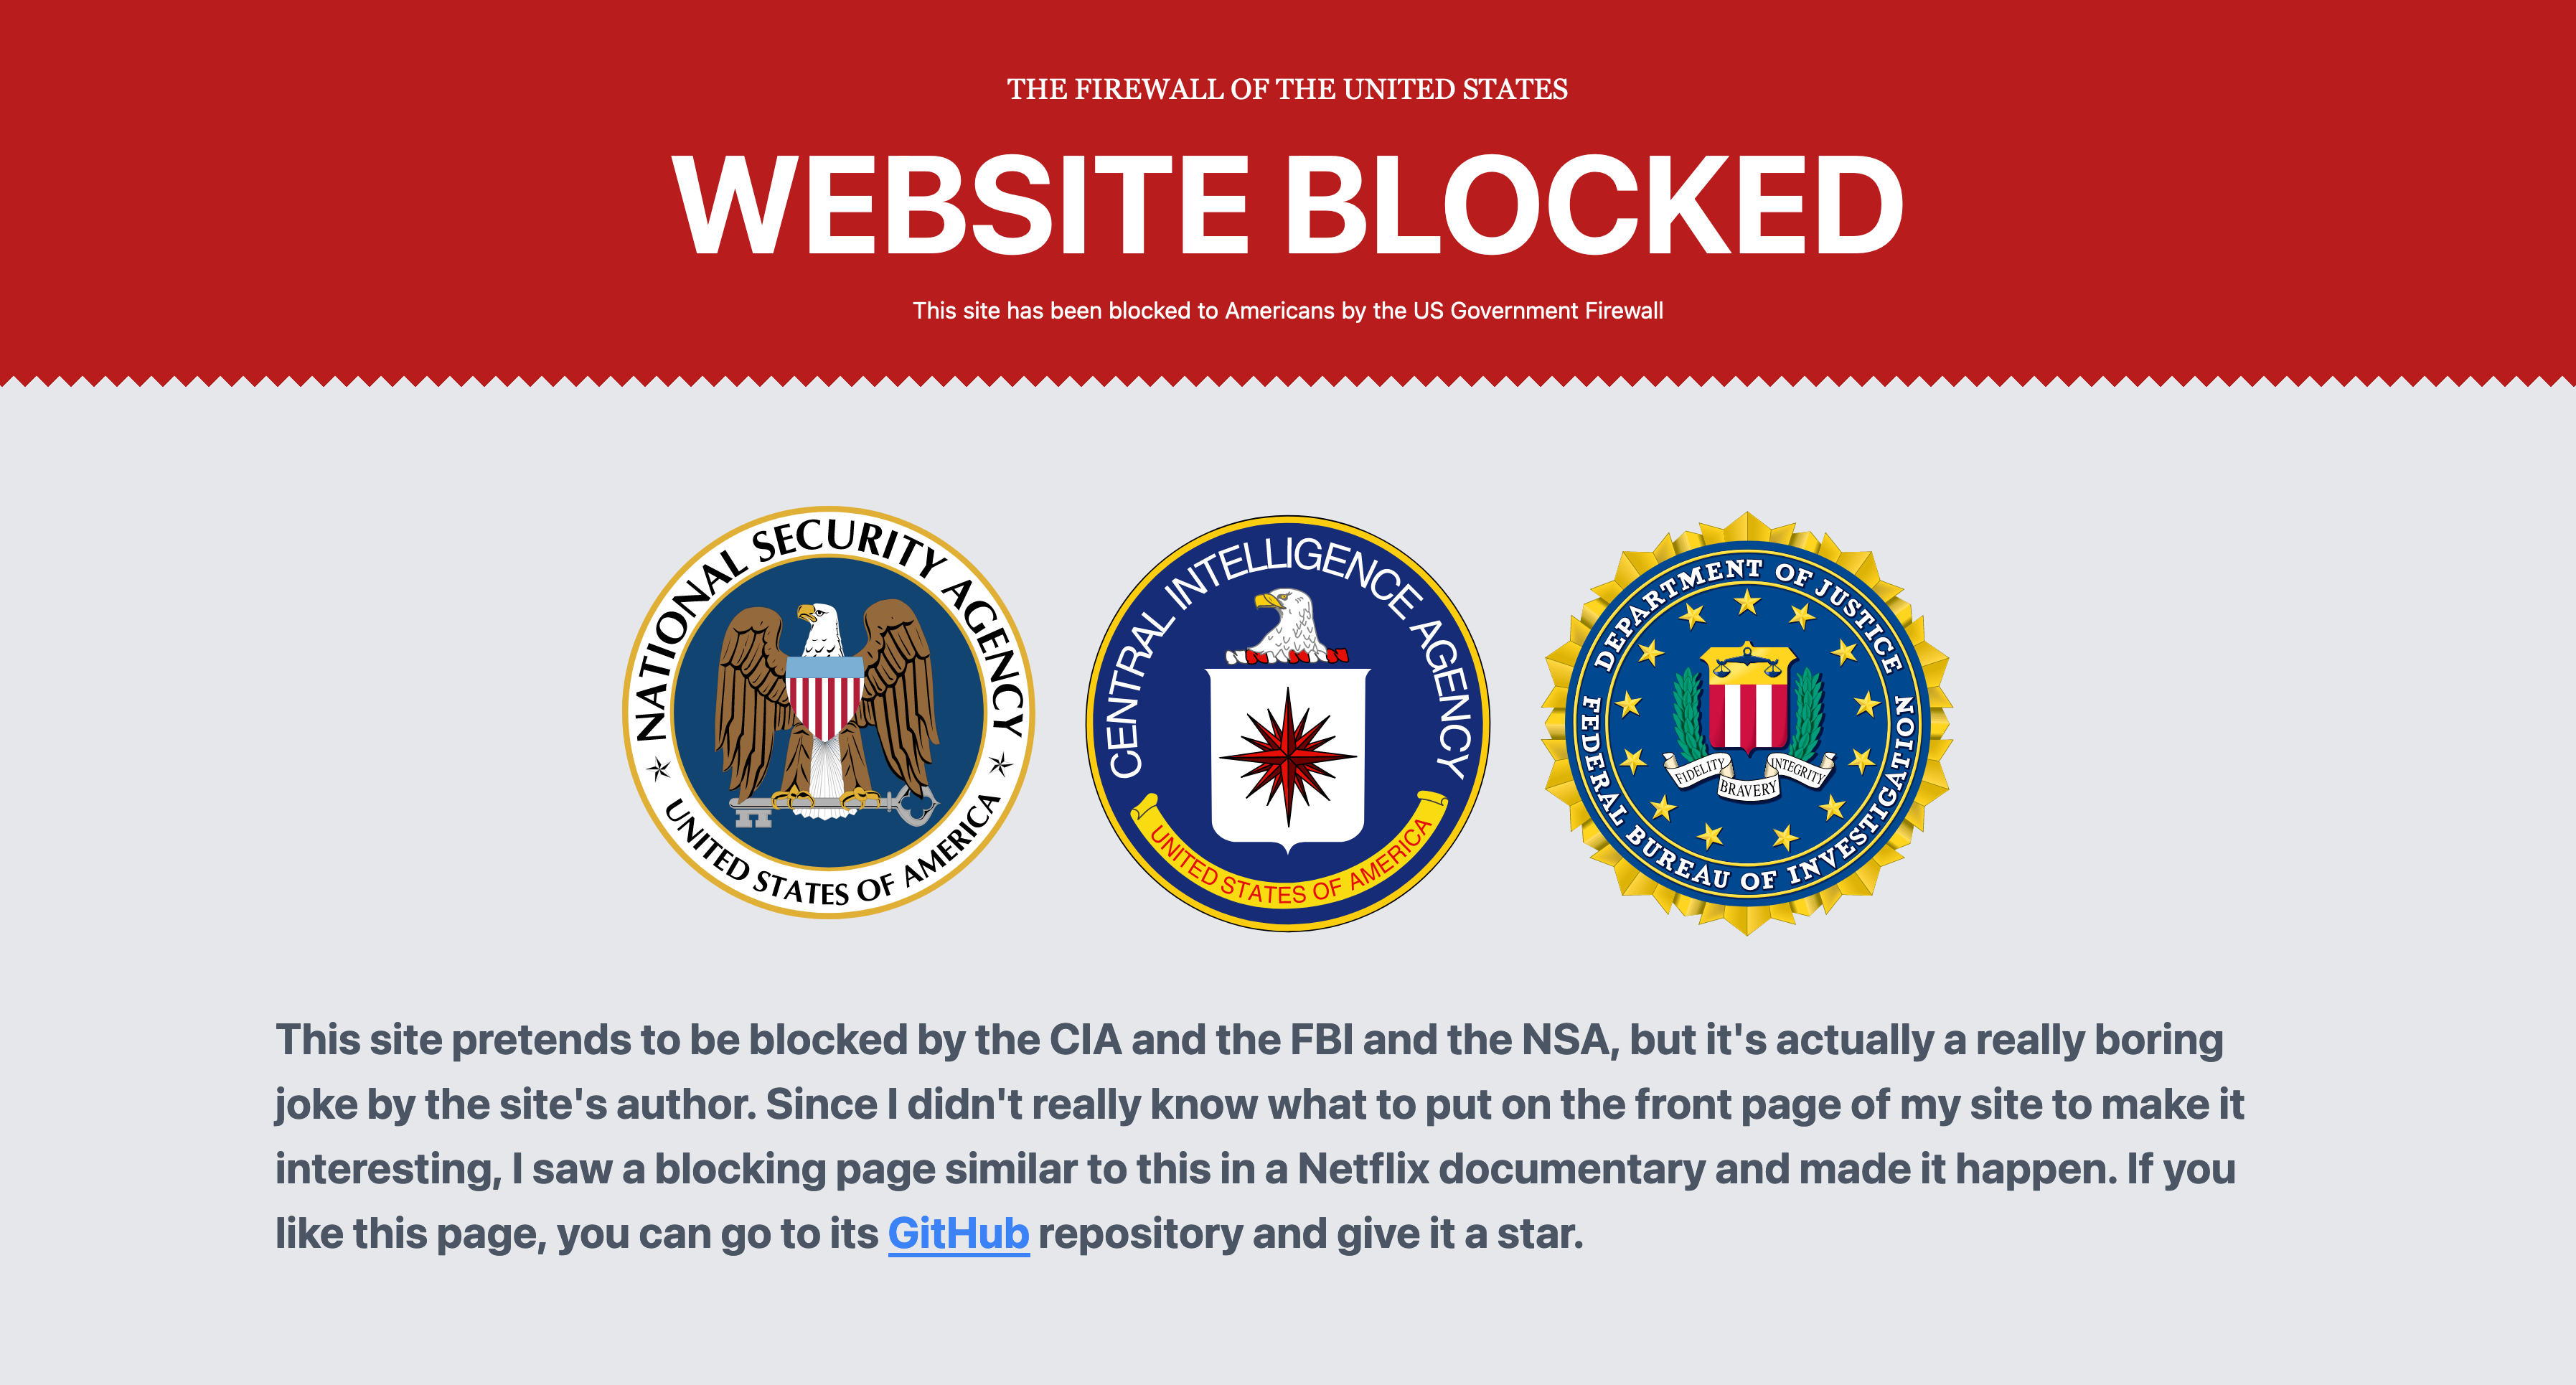 THE FIREWALL OF THE UNITED STATES
WEBSITE BLOCKED
This site has been blocked to Americans by the US Government Firewall
NATIONAL SECURITY AGENCY
UNITED STATES OF AMERICA
CENTRAL INTELLIGENCE AGENCY
UNITED STATES OF AMERICA
DEPARTMENT OF JUSTICE
FIDELITY
BRAVERY
INTEGRITY
FEDERAL BUREAU OF INVESTIGATION
This site pretends to be blocked by the CIA and the FBI and the NSA, but it's actually a really boring
joke by the site's author. Since I didn't really know what to put on the front page of my site to make it
interesting, I saw a blocking page similar to this in a Netflix documentary and made it happen. If you
like this page, you can go to its GitHub repository and give it a star.